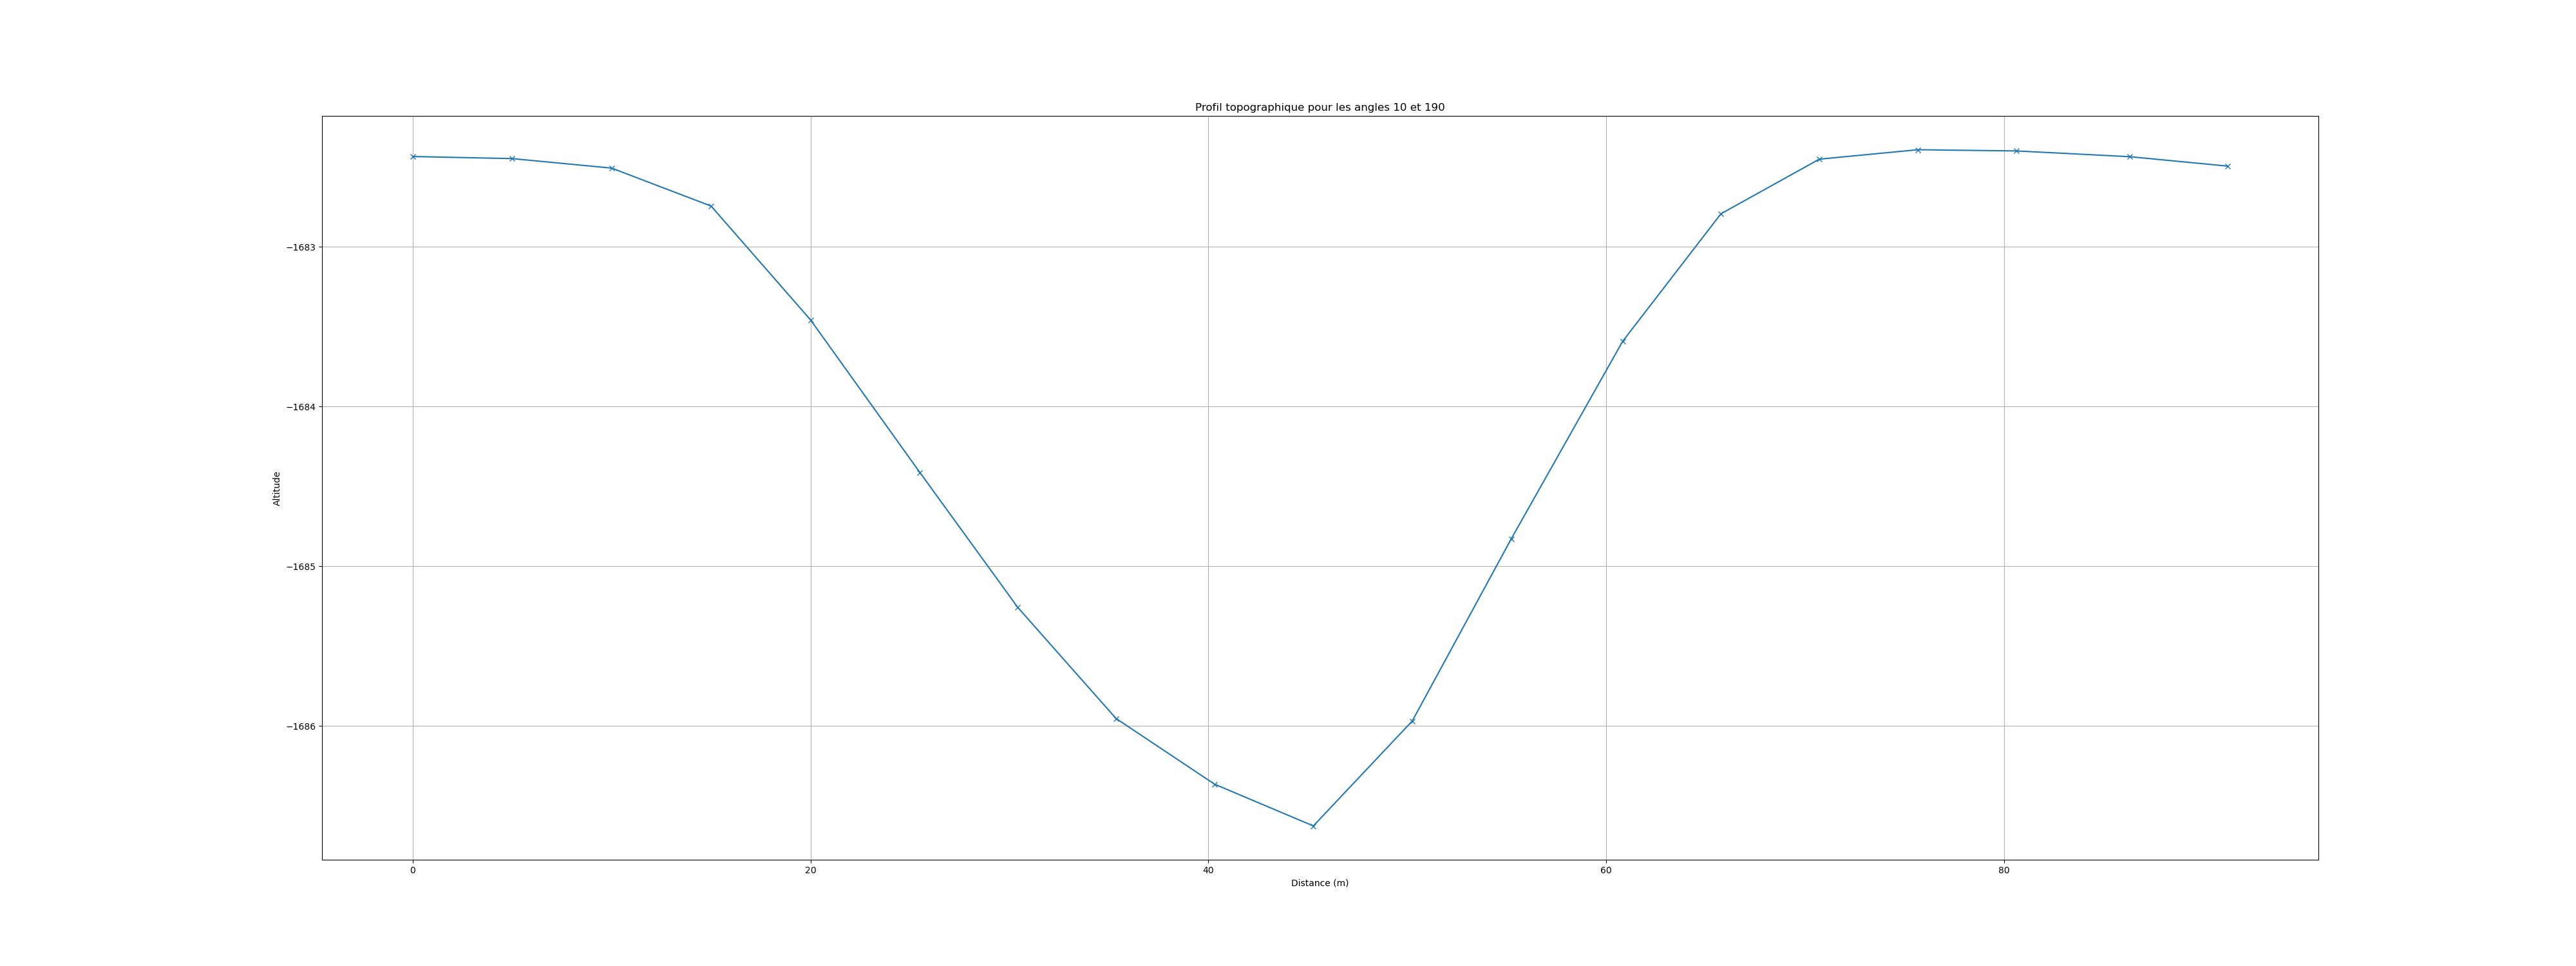 Profil topographique pour les angles 10 et 190
−1683
−1684
−1685
−1686
Altitude
0 20 40 60 80
Distance (m)